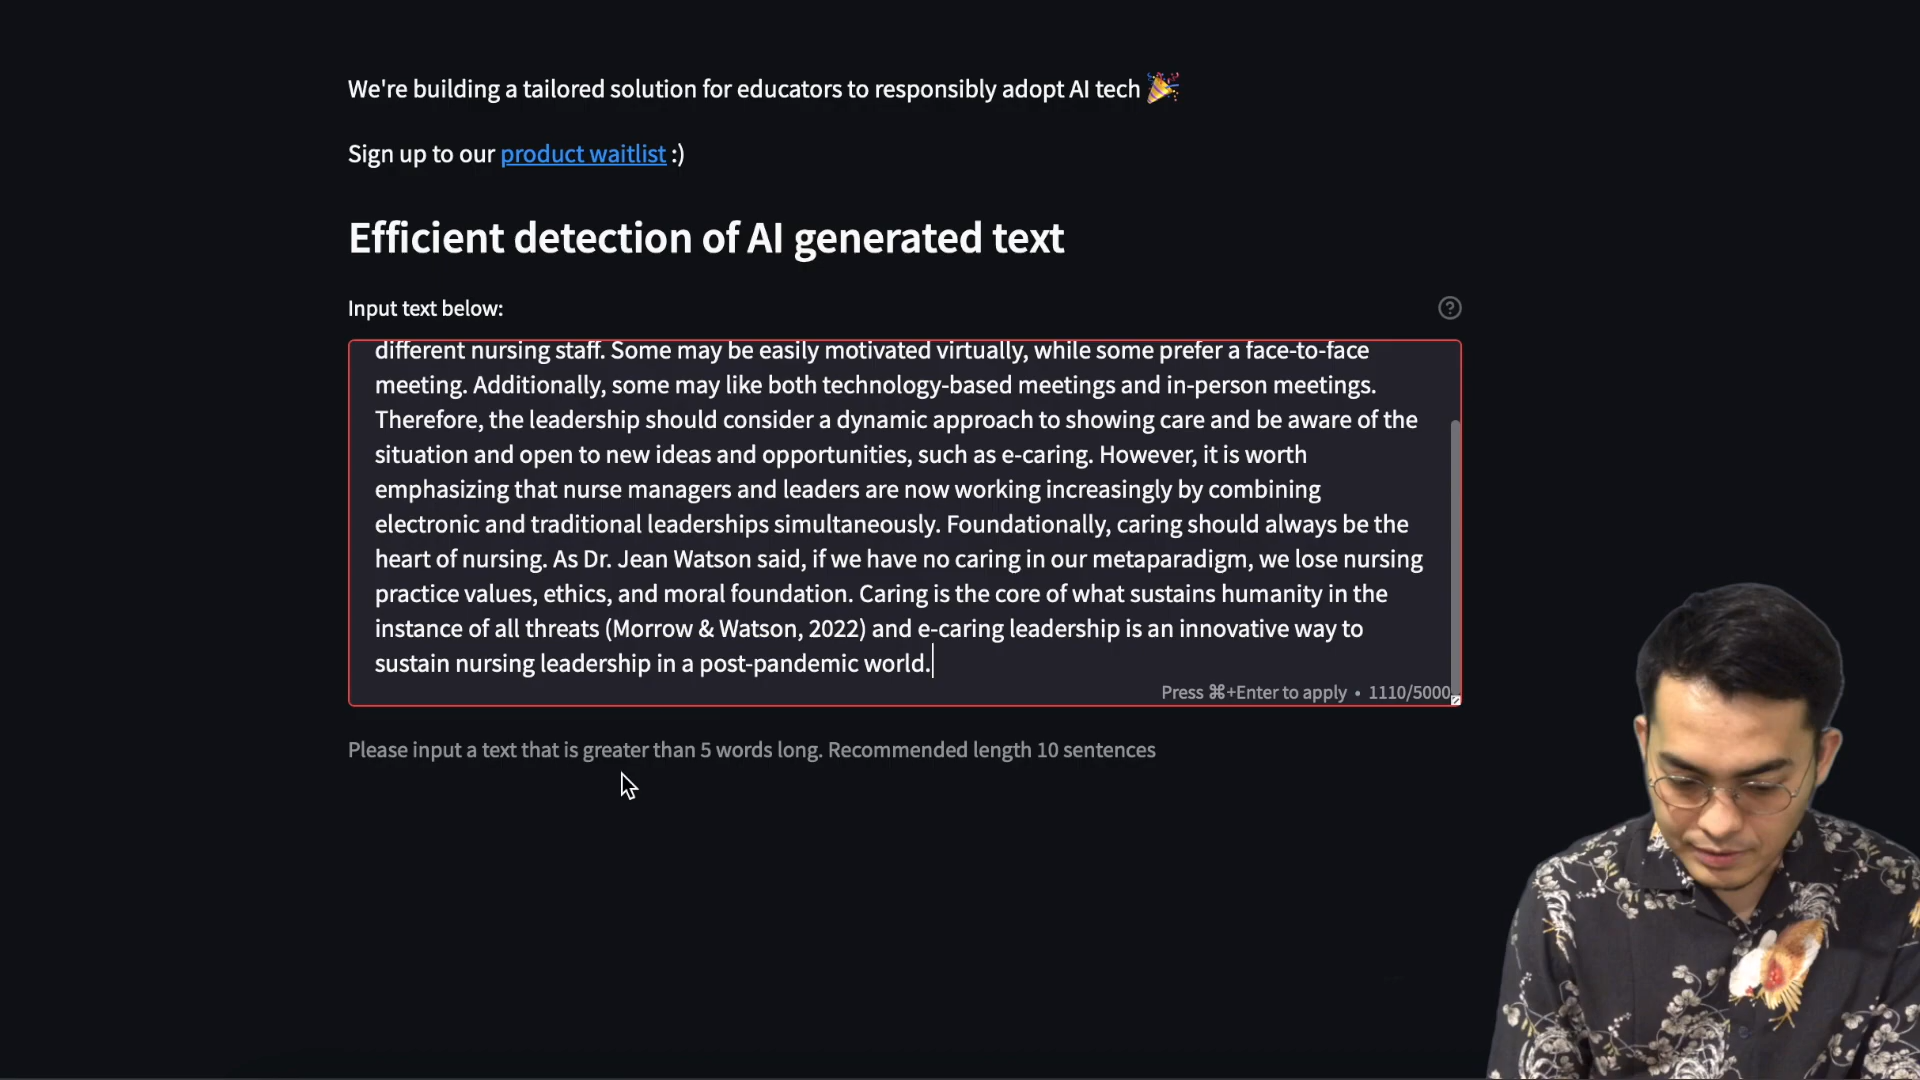 We're building a tailored solution for educators to responsibly adopt AI tech 🎉
Sign up to our product waitlist :)
Efficient detection of AI generated text
Input text below:
different nursing staff. Some may be easily motivated virtually, while some prefer a face-to-face
meeting. Additionally, some may like both technology-based meetings and in-person meetings.
Therefore, the leadership should consider a dynamic approach to showing care and be aware of the
situation and open to new ideas and opportunities, such as e-caring. However, it is worth
emphasizing that nurse managers and leaders are now working increasingly by combining
electronic and traditional leaderships simultaneously. Foundationally, caring should always be the
heart of nursing. As Dr. Jean Watson said, if we have no caring in our metaparadigm, we lose nursing
practice values, ethics, and moral foundation. Caring is the core of what sustains humanity in the
instance of all threats (Morrow & Watson, 2022) and e-caring leadership is an innovative way to
sustain nursing leadership in a post-pandemic world.
Press ⌘+Enter to apply • 1110/5000
Please input a text that is greater than 5 words long. Recommended length 10 sentences